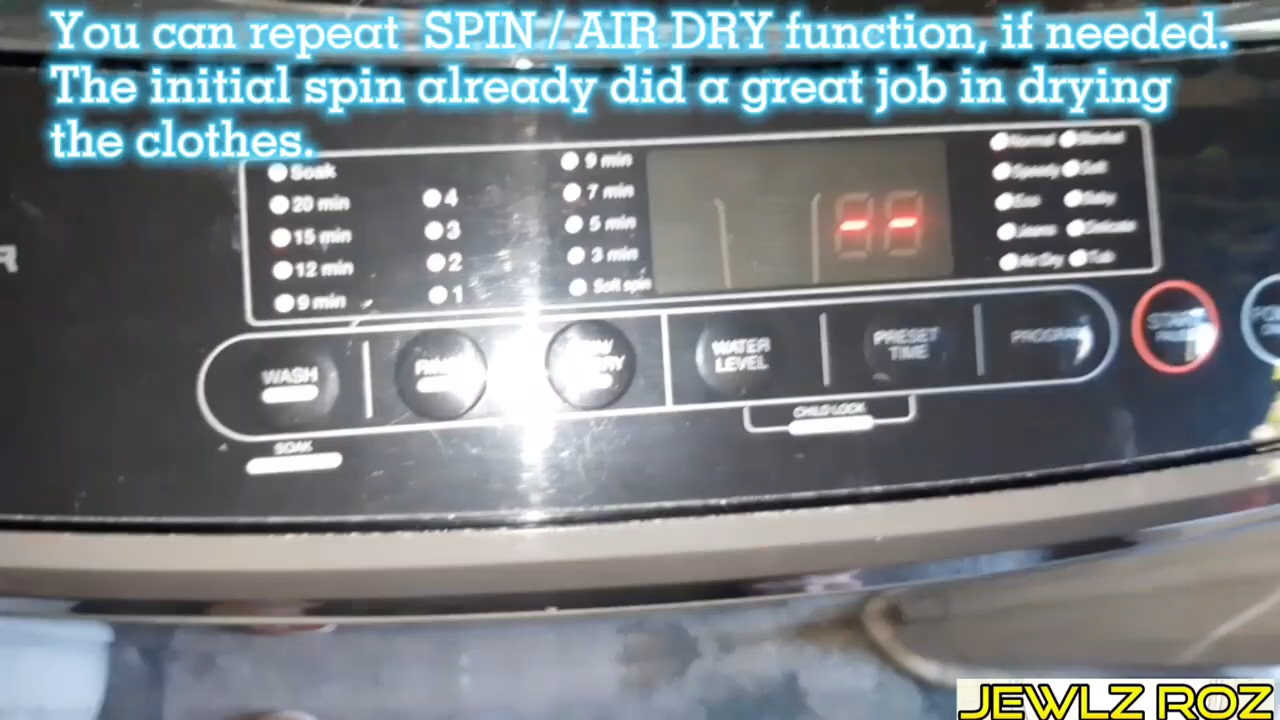 You can repeat SPIN / AIR DRY function, if needed.
The initial spin already did a great job in drying
the clothes.
Soak
20 min
15 min
12 min
9 min
4
3
2
1
9 min
7 min
5 min
3 min
Soft spin
Normal Blanket
Speedy Soft
Baby
Jeans Delicate
Air Dry Tub
R
WASH
WATER
LEVEL
PRESET
TIME
PROGRAM
START
SOAK
CHILD LOCK
JEWLZ ROZ